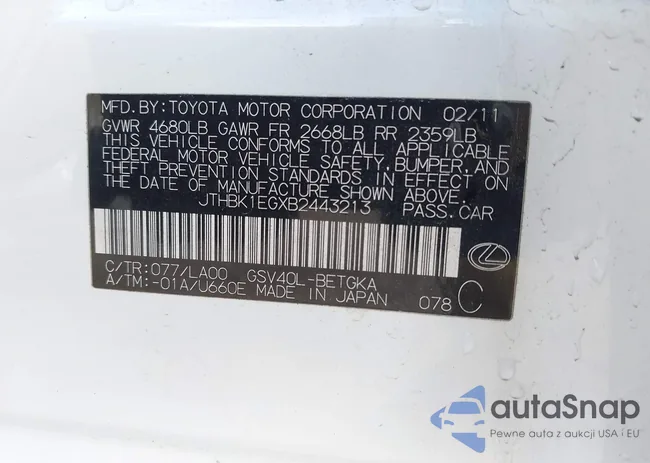 MFD. BY: TOYOTA MOTOR CORPORATION 02/11
GVWR 4680LB GAWR FR 2668LB RR 2359LB
THIS VEHICLE CONFORMS TO ALL APPLICABLE
FEDERAL MOTOR VEHICLE SAFETY, BUMPER, AND
THEFT PREVENTION STANDARDS IN EFFECT ON
THE DATE OF MANUFACTURE SHOWN ABOVE.
JTHBK1EGXB2443213 PASS. CAR
C/TR: 077/LA00 GSV40L-BETGKA
A/TM: -01A/U660E MADE IN JAPAN 078 C
autaSnap
Pewne auta z aukcji USA i EU